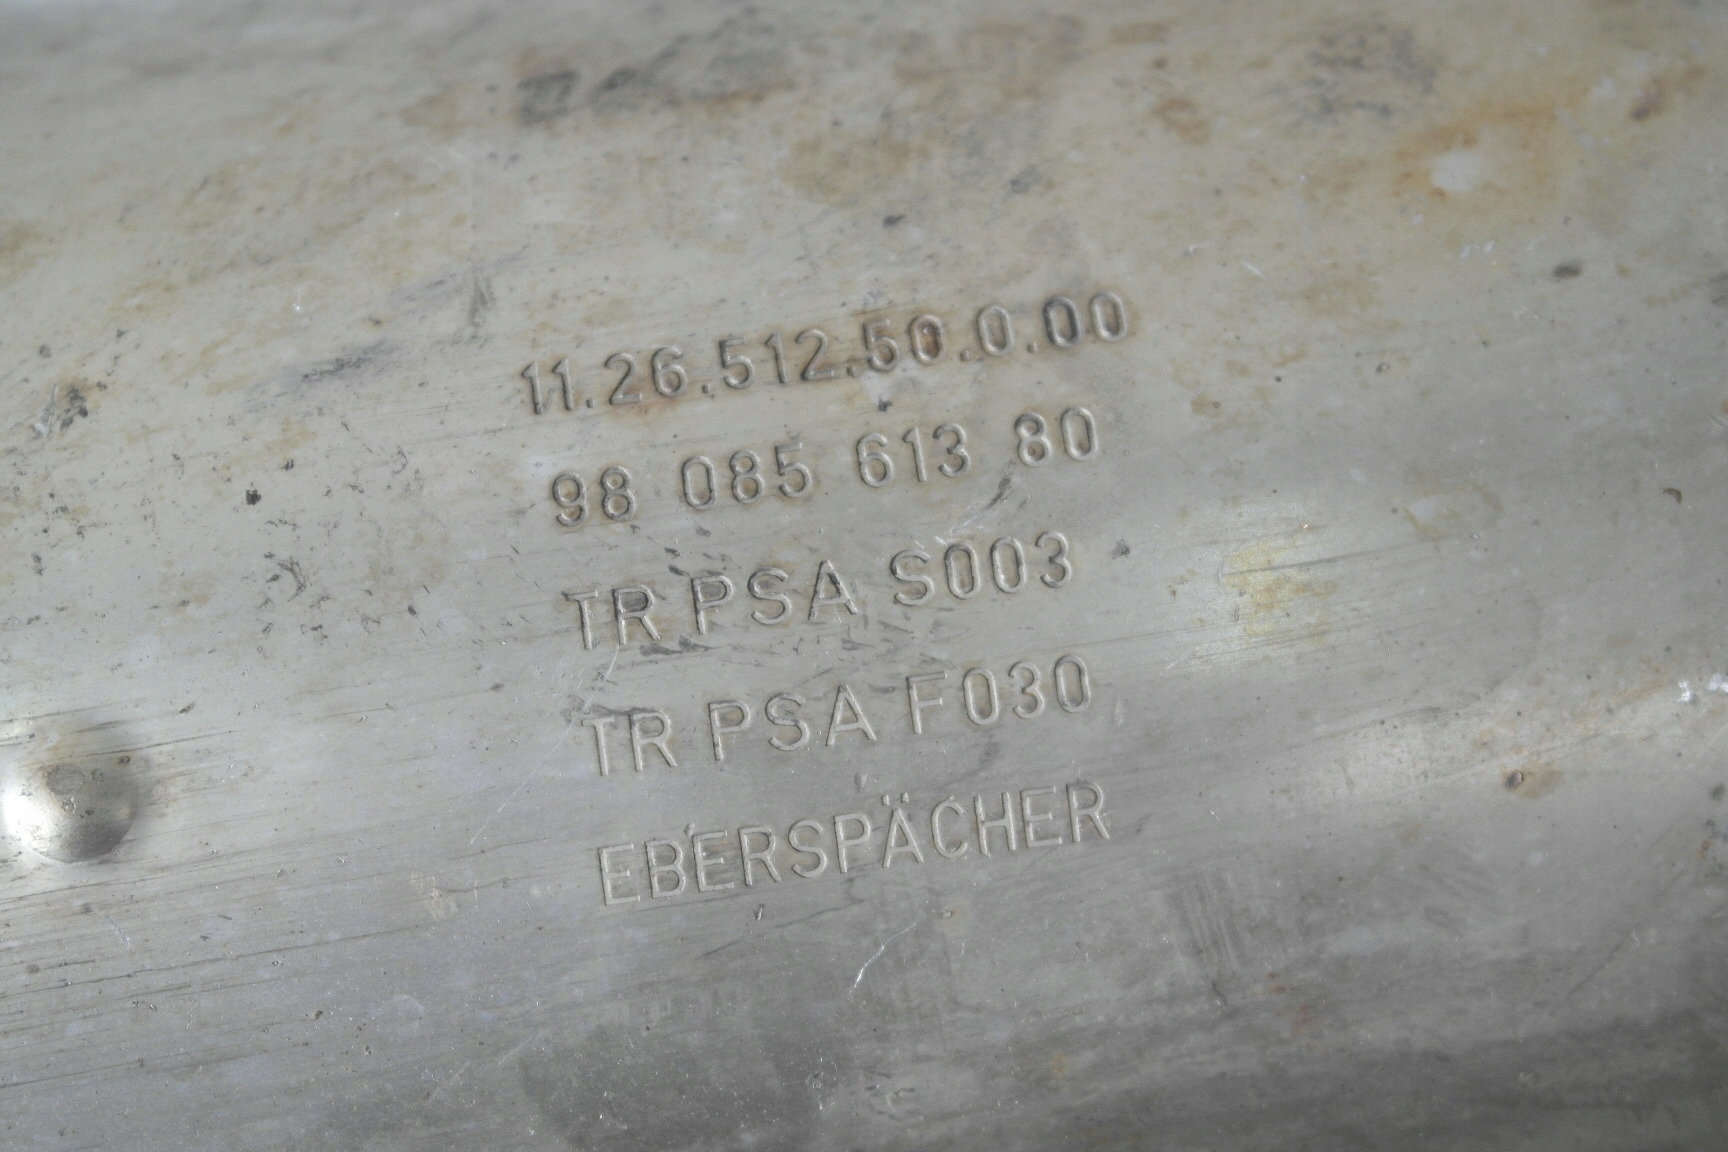 11.26.512.50.0.00
98 085 613 80
TR PSA S003
TR PSA F030
EBERSPÄCHER